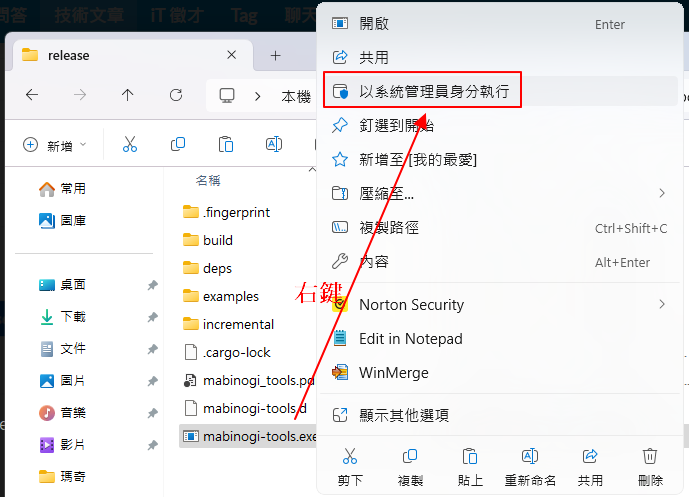 問答 技術文章 iT 徵才 Tag 聊天
release
本機
新增
名稱
常用
圖庫
桌面
下載
文件
圖片
音樂
影片
瑪奇
.fingerprint
build
deps
examples
incremental
.cargo-lock
mabinogi_tools.pd
mabinogi-tools.d
mabinogi-tools.exe
右鍵
開啟 Enter
共用
以系統管理員身分執行
釘選到開始
新增至 [我的最愛]
壓縮至...
複製路徑 Ctrl+Shift+C
內容 Alt+Enter
Norton Security
Edit in Notepad
WinMerge
顯示其他選項
剪下 複製 貼上 重新命名 共用 刪除